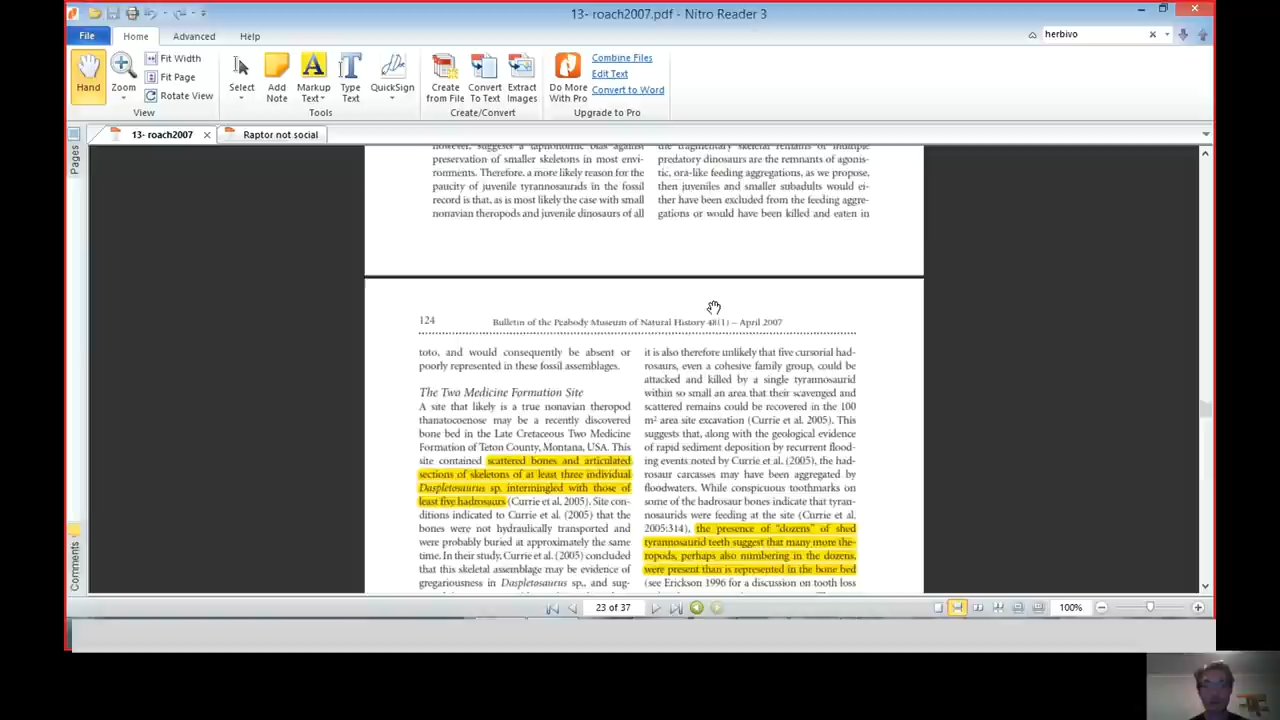 13- roach2007.pdf - Nitro Reader 3
File
Home
Advanced
Help
herbivo
Hand
Zoom
Fit Width
Fit Page
Rotate View
View
Select
Add Note
Markup Text
Type Text
QuickSign
Tools
Create from File
Convert To Text
Extract Images
Create/Convert
Do More With Pro
Combine Files
Edit Text
Convert to Word
Upgrade to Pro
13- roach2007
Raptor not social
Pages
Comments
however, suggests a taphonomic bias against
preservation of smaller skeletons in most envi-
ronments. Therefore, a more likely reason for the
paucity of juvenile tyrannosaurids in the fossil
record is that, as is most likely the case with small
nonavian theropods and juvenile dinosaurs of all
the fragmentary skeletal remains of multiple
predatory dinosaurs are the remnants of agonis-
tic, ora-like feeding aggregations, as we propose,
then juveniles and smaller subadults would ei-
ther have been excluded from the feeding aggre-
gations or would have been killed and eaten in
124
Bulletin of the Peabody Museum of Natural History 48(1) – April 2007
toto, and would consequently be absent or
poorly represented in these fossil assemblages.
The Two Medicine Formation Site
A site that likely is a true nonavian theropod
thanatocoenose may be a recently discovered
bone bed in the Late Cretaceous Two Medicine
Formation of Teton County, Montana, USA. This
site contained scattered bones and articulated
sections of skeletons of at least three individual
Daspletosaurus sp. intermingled with those of
least five hadrosaurs (Currie et al. 2005). Site con-
ditions indicated to Currie et al. (2005) that the
bones were not hydraulically transported and
were probably buried at approximately the same
time. In their study, Currie et al. (2005) concluded
that this skeletal assemblage may be evidence of
gregariousness in Daspletosaurus sp., and sug-
it is also therefore unlikely that five cursorial had-
rosaurs, even a cohesive family group, could be
attacked and killed by a single tyrannosaurid
within so small an area that their scavenged and
scattered remains could be recovered in the 100
m² area site excavation (Currie et al. 2005). This
suggests that, along with the geological evidence
of rapid sediment deposition by recurrent flood-
ing events noted by Currie et al. (2005), the had-
rosaur carcasses may have been aggregated by
floodwaters. While conspicuous toothmarks on
some of the hadrosaur bones indicate that tyran-
nosaurids were feeding at the site (Currie et al.
2005:314), the presence of "dozens" of shed
tyrannosaurid teeth suggest that many more the-
ropods, perhaps also numbering in the dozens,
were present than is represented in the bone bed
(see Erickson 1996 for a discussion on tooth loss
23 of 37
100%